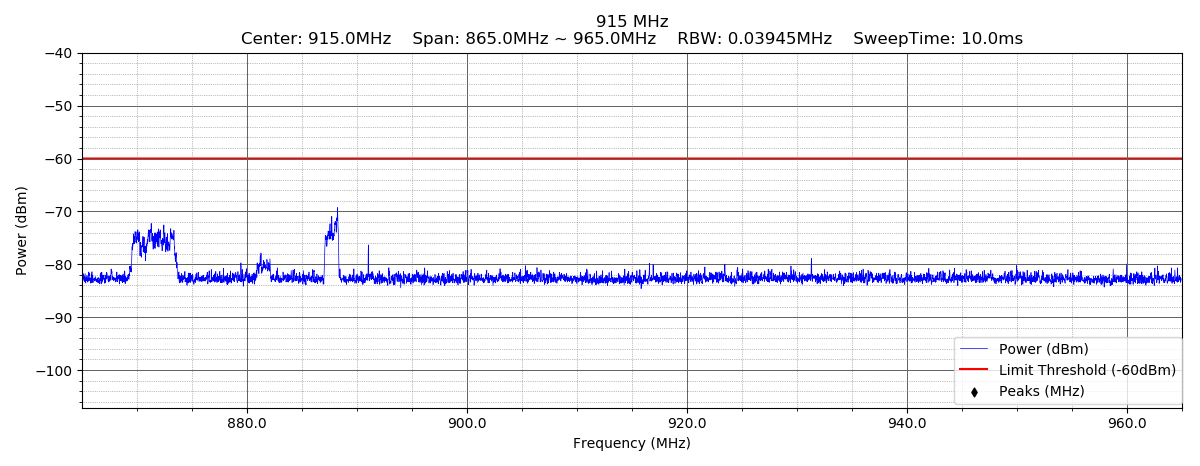 915 MHz
Center: 915.0MHz    Span: 865.0MHz ~ 965.0MHz    RBW: 0.03945MHz    SweepTime: 10.0ms
−40
−50
−60
−70
−80
−90
−100
Power (dBm)
880.0
900.0
920.0
940.0
960.0
Frequency (MHz)
Power (dBm)
Limit Threshold (-60dBm)
Peaks (MHz)